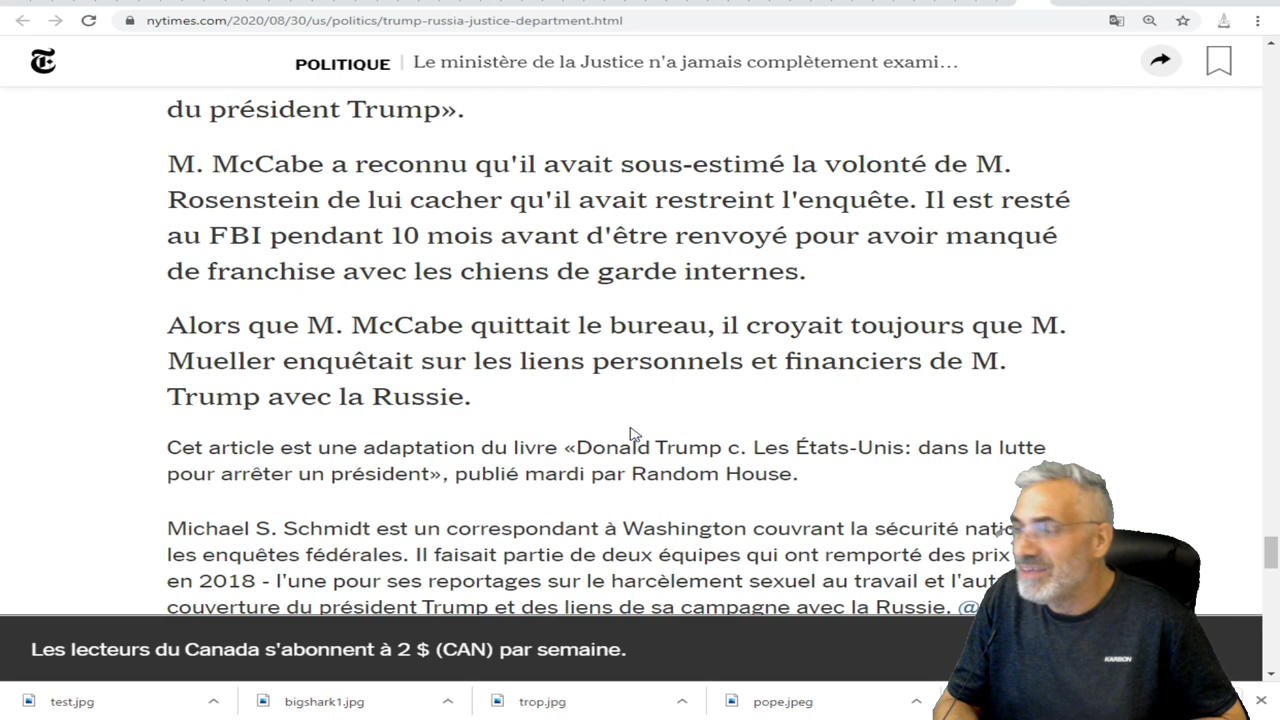 nytimes.com/2020/08/30/us/politics/trump-russia-justice-department.html
POLITIQUE | Le ministère de la Justice n'a jamais complètement exami…
du président Trump».
M. McCabe a reconnu qu'il avait sous-estimé la volonté de M.
Rosenstein de lui cacher qu'il avait restreint l'enquête. Il est resté
au FBI pendant 10 mois avant d'être renvoyé pour avoir manqué
de franchise avec les chiens de garde internes.
Alors que M. McCabe quittait le bureau, il croyait toujours que M.
Mueller enquêtait sur les liens personnels et financiers de M.
Trump avec la Russie.
Cet article est une adaptation du livre «Donald Trump c. Les États-Unis: dans la lutte
pour arrêter un président», publié mardi par Random House.
Michael S. Schmidt est un correspondant à Washington couvrant la sécurité
les enquêtes fédérales. Il faisait partie de deux équipes qui ont remporté des prix
en 2018 - l'une pour ses reportages sur le harcèlement sexuel au travail et
couverture du président Trump et des liens de sa campagne avec la Russie. @
Les lecteurs du Canada s'abonnent à 2 $ (CAN) par semaine.
KARBON
test.jpg
bigshark1.jpg
trop.jpg
pope.jpeg